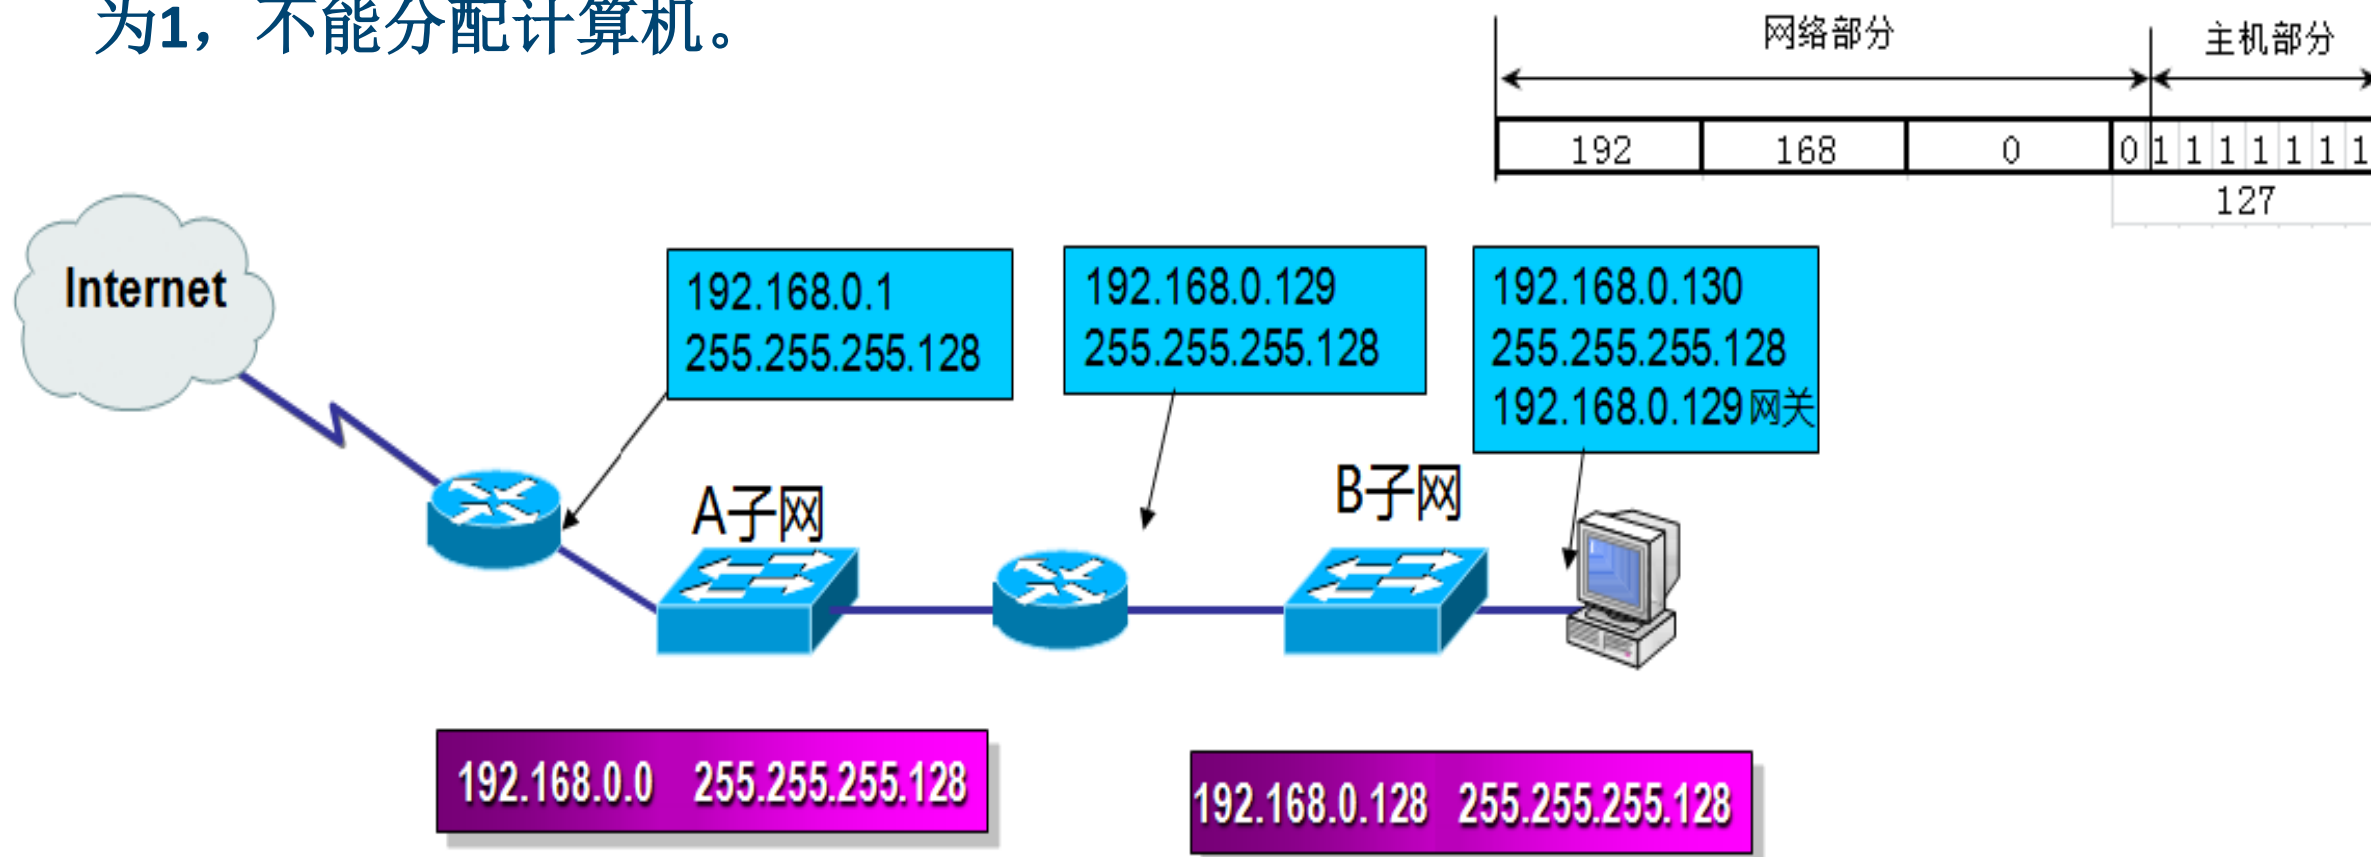 为1，不能分配计算机。
网络部分 主机部分
192 168 0 0 1 1 1 1 1 1 1
127
Internet
192.168.0.1
255.255.255.128
192.168.0.129
255.255.255.128
192.168.0.130
255.255.255.128
192.168.0.129网关
A子网
B子网
192.168.0.0 255.255.255.128
192.168.0.128 255.255.255.128